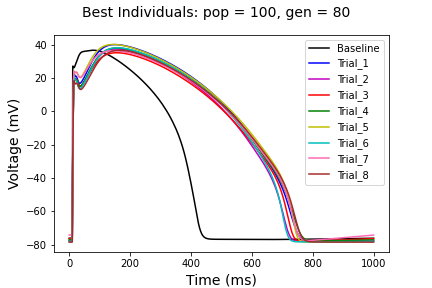 Best Individuals: pop = 100, gen = 80
Voltage (mV)
40
20
0
−20
−40
−60
−80
0
200
400
600
800
1000
Time (ms)
Baseline
Trial_1
Trial_2
Trial_3
Trial_4
Trial_5
Trial_6
Trial_7
Trial_8